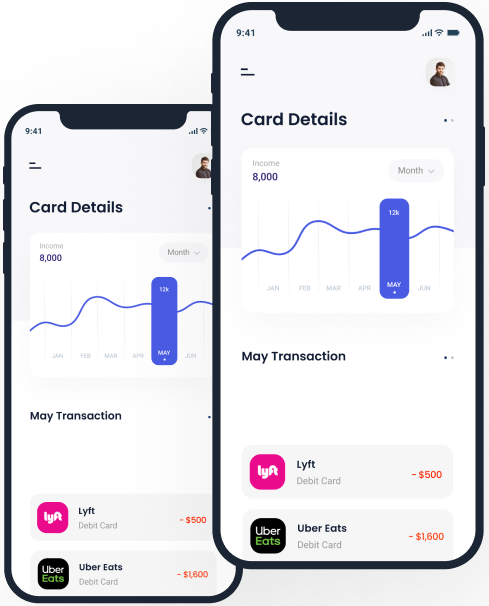 9:41
Card Details
Income
8,000
Month
12k
JAN FEB MAR APR MAY JUN
May Transaction
lyft
Lyft
Debit Card
- $500
Uber Eats
Uber Eats
Debit Card
- $1,600
9:41
Card Details
Income
8,000
Month
12k
JAN FEB MAR APR MAY JUN
May Transaction
lyft
Lyft
Debit Card
- $500
Uber Eats
Uber Eats
Debit Card
- $1,600